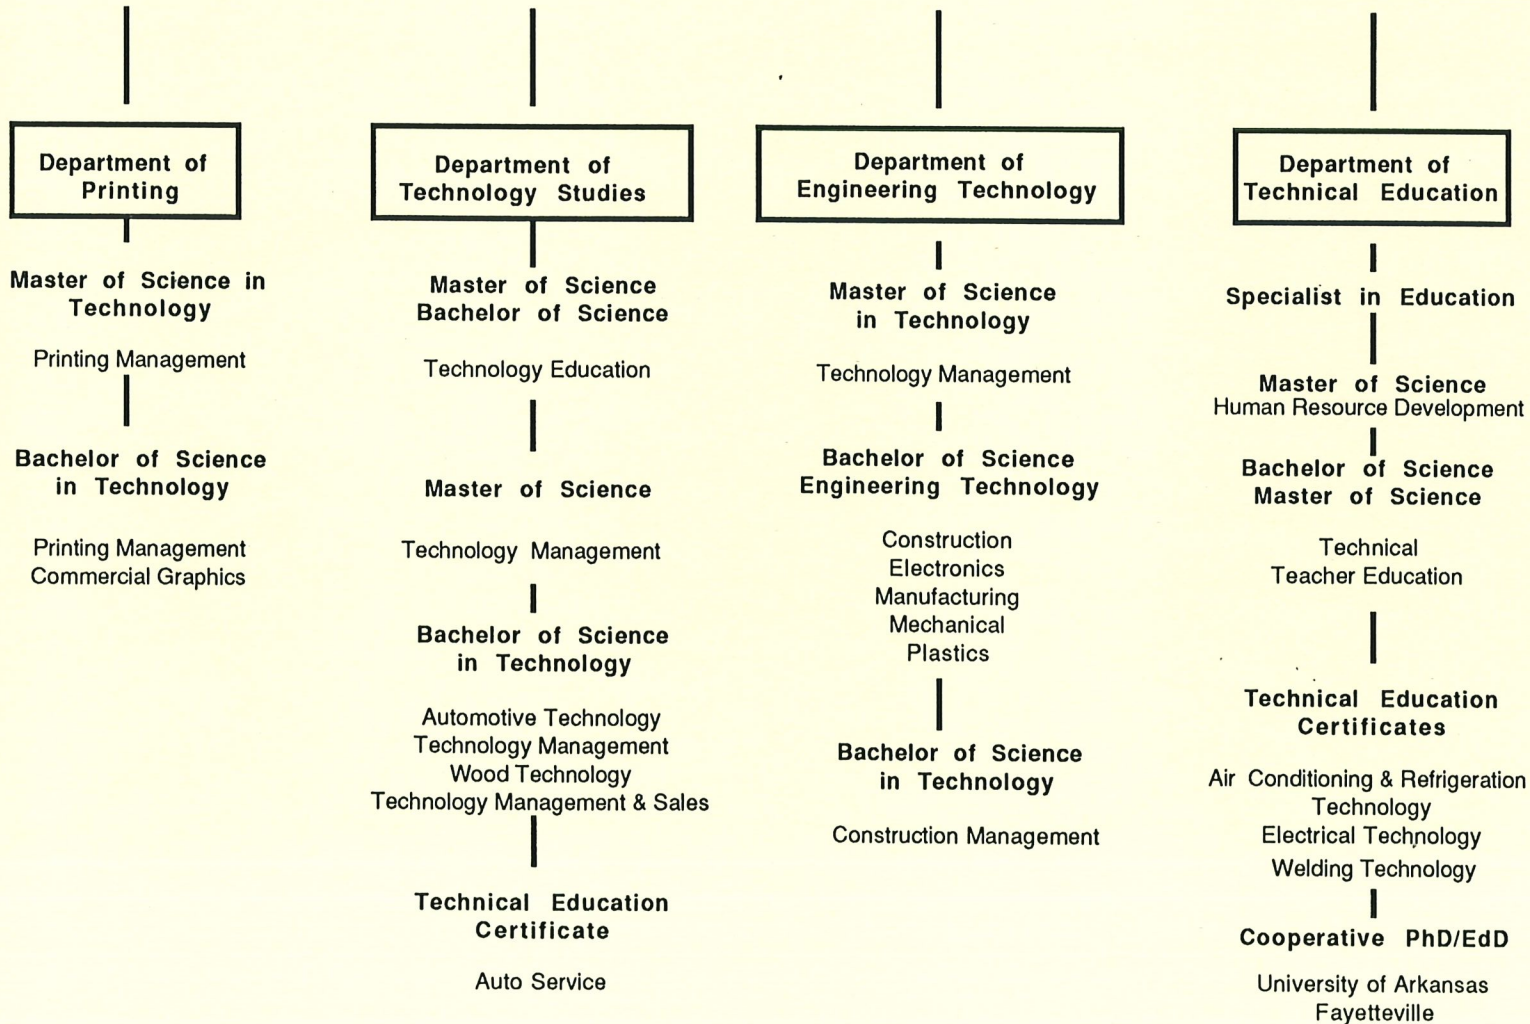 Department of
Printing
Master of Science in
Technology
Printing Management
Bachelor of Science
in Technology
Printing Management
Commercial Graphics
Department of
Technology Studies
Master of Science
Bachelor of Science
Technology Education
Master of Science
Technology Management
Bachelor of Science
in Technology
Automotive Technology
Technology Management
Wood Technology
Technology Management & Sales
Technical Education
Certificate
Auto Service
Department of
Engineering Technology
Master of Science
in Technology
Technology Management
Bachelor of Science
Engineering Technology
Construction
Electronics
Manufacturing
Mechanical
Plastics
Bachelor of Science
in Technology
Construction Management
Department of
Technical Education
Specialist in Education
Master of Science
Human Resource Development
Bachelor of Science
Master of Science
Technical
Teacher Education
Technical Education
Certificates
Air Conditioning & Refrigeration
Technology
Electrical Technology
Welding Technology
Cooperative PhD/EdD
University of Arkansas
Fayetteville